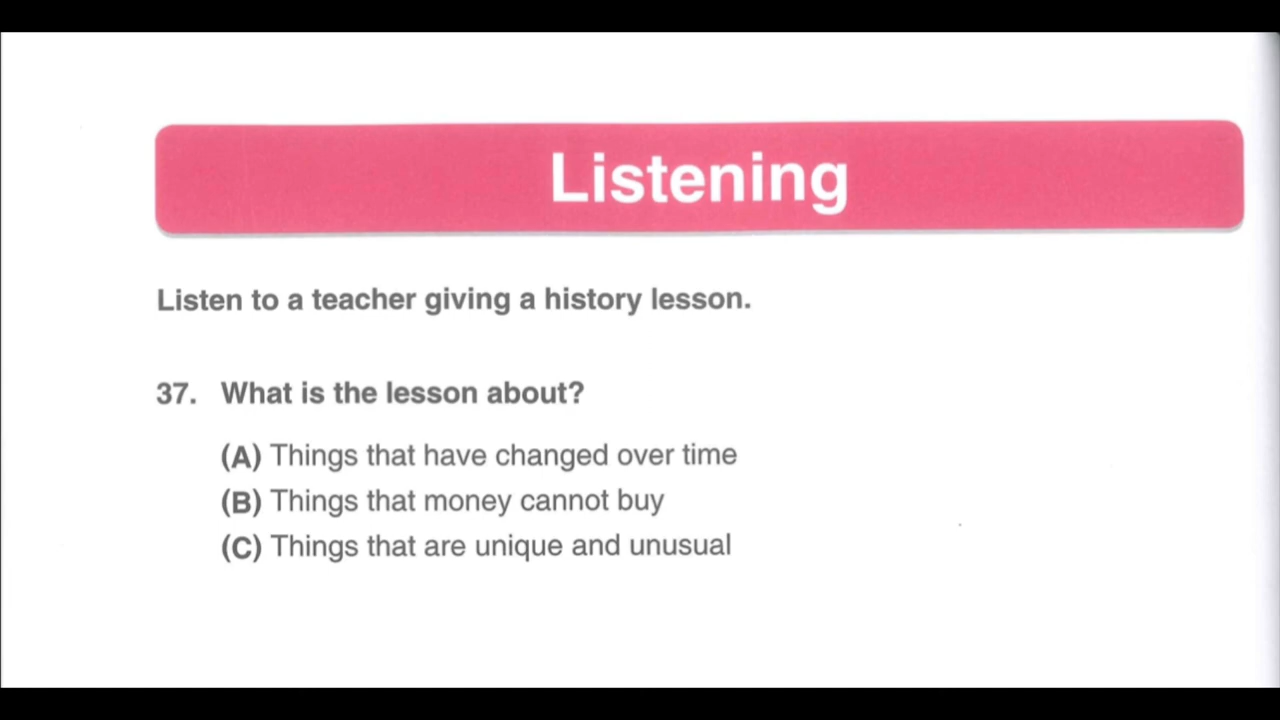 Listening
Listen to a teacher giving a history lesson.
37. What is the lesson about?
(A) Things that have changed over time
(B) Things that money cannot buy
(C) Things that are unique and unusual